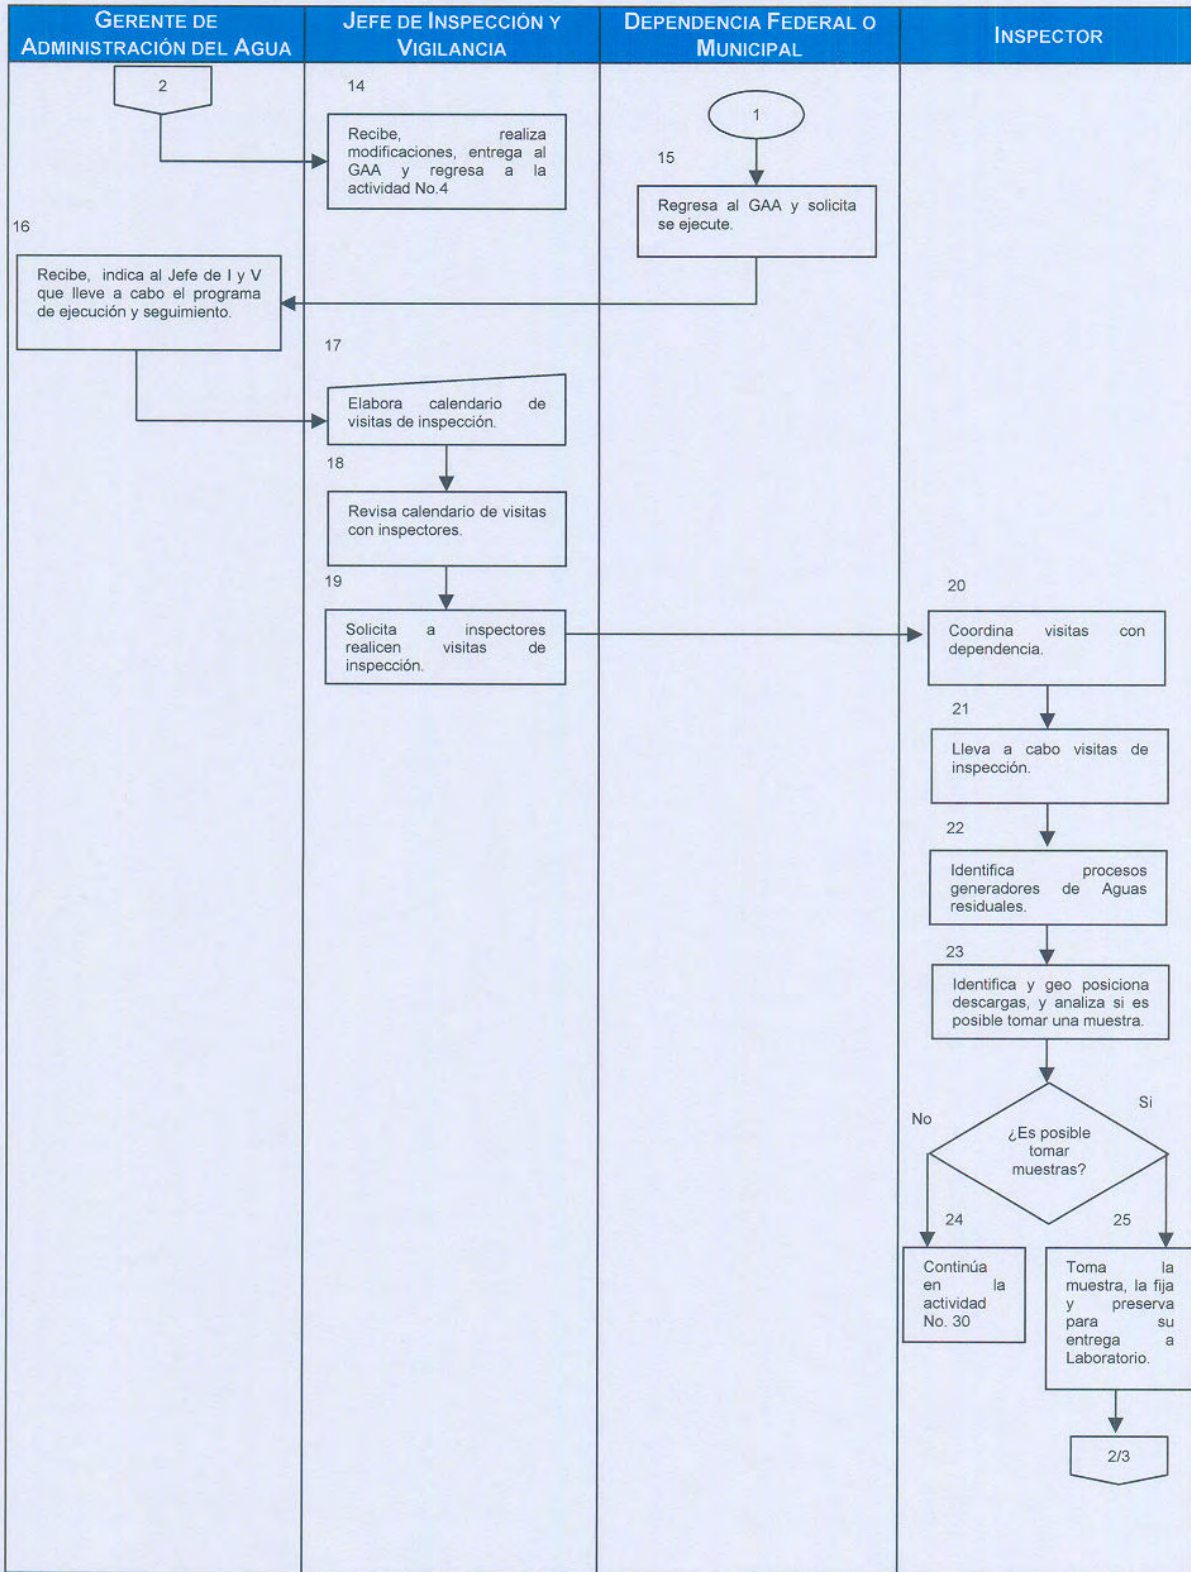 GERENTE DE
ADMINISTRACIÓN DEL AGUA
JEFE DE INSPECCIÓN Y
VIGILANCIA
DEPENDENCIA FEDERAL O
MUNICIPAL
INSPECTOR
2
14
Recibe, realiza
modificaciones, entrega al
GAA y regresa a la
actividad No.4
1
15
Regresa al GAA y solicita
se ejecute.
16
Recibe, indica al Jefe de I y V
que lleve a cabo el programa
de ejecución y seguimiento.
17
Elabora calendario de
visitas de inspección.
18
Revisa calendario de visitas
con inspectores.
19
Solicita a inspectores
realicen visitas de
inspección.
20
Coordina visitas con
dependencia.
21
Lleva a cabo visitas de
inspección.
22
Identifica procesos
generadores de Aguas
residuales.
23
Identifica y geo posiciona
descargas, y analiza si es
posible tomar una muestra.
No
Si
¿Es posible
tomar
muestras?
24
Continúa
en la
actividad
No. 30
25
Toma la
muestra, la fija
y preserva
para su
entrega a
Laboratorio.
2/3